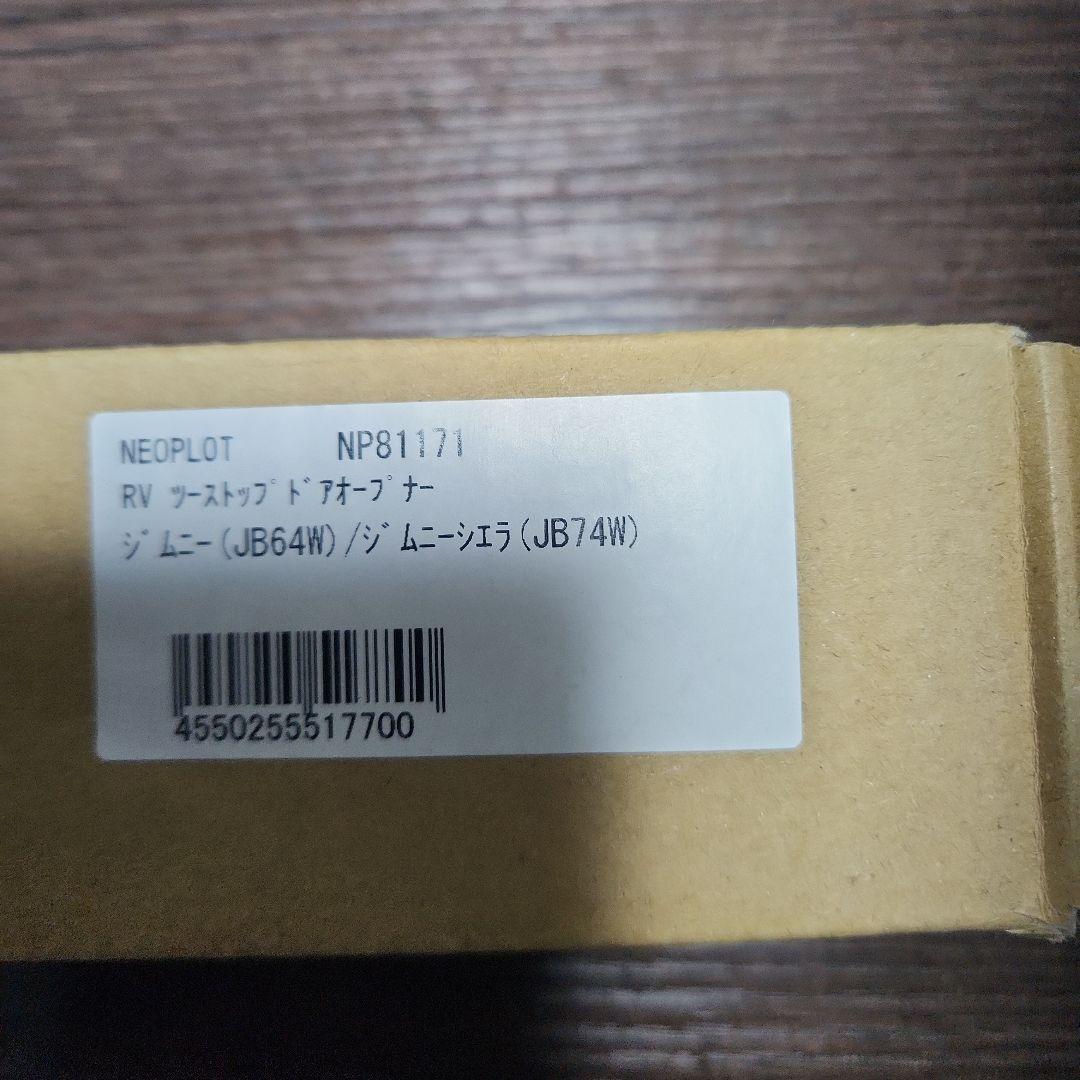 NEOPLOT NP81171
RV ﾂｰｽﾄｯﾌﾟﾄﾞｱｵｰﾌﾟﾅｰ
ｼﾞﾑﾆｰ(JB64W)/ｼﾞﾑﾆｰｼｴﾗ(JB74W)
4550255517700